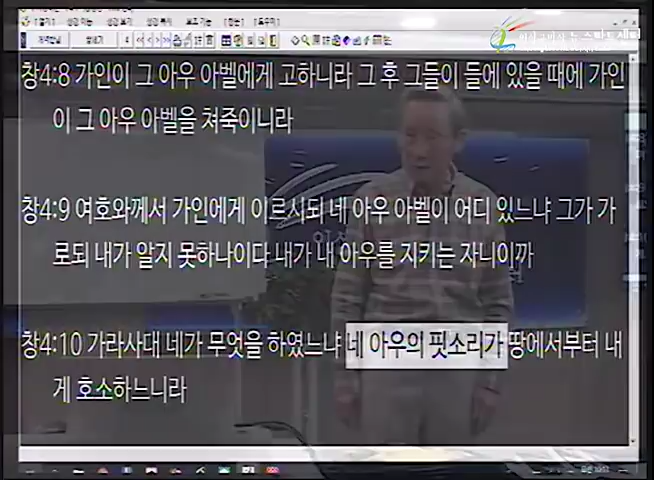 창4:8 가인이 그 아우 아벨에게 고하니라 그 후 그들이 들에 있을 때에 가인
이 그 아우 아벨을 쳐죽이니라
창4:9 여호와께서 가인에게 이르시되 네 아우 아벨이 어디 있느냐 그가 가
로되 내가 알지 못하나이다 내가 내 아우를 지키는 자니이까
창4:10 가라사대 네가 무엇을 하였느냐 네 아우의 핏소리가 땅에서부터 내
게 호소하느니라